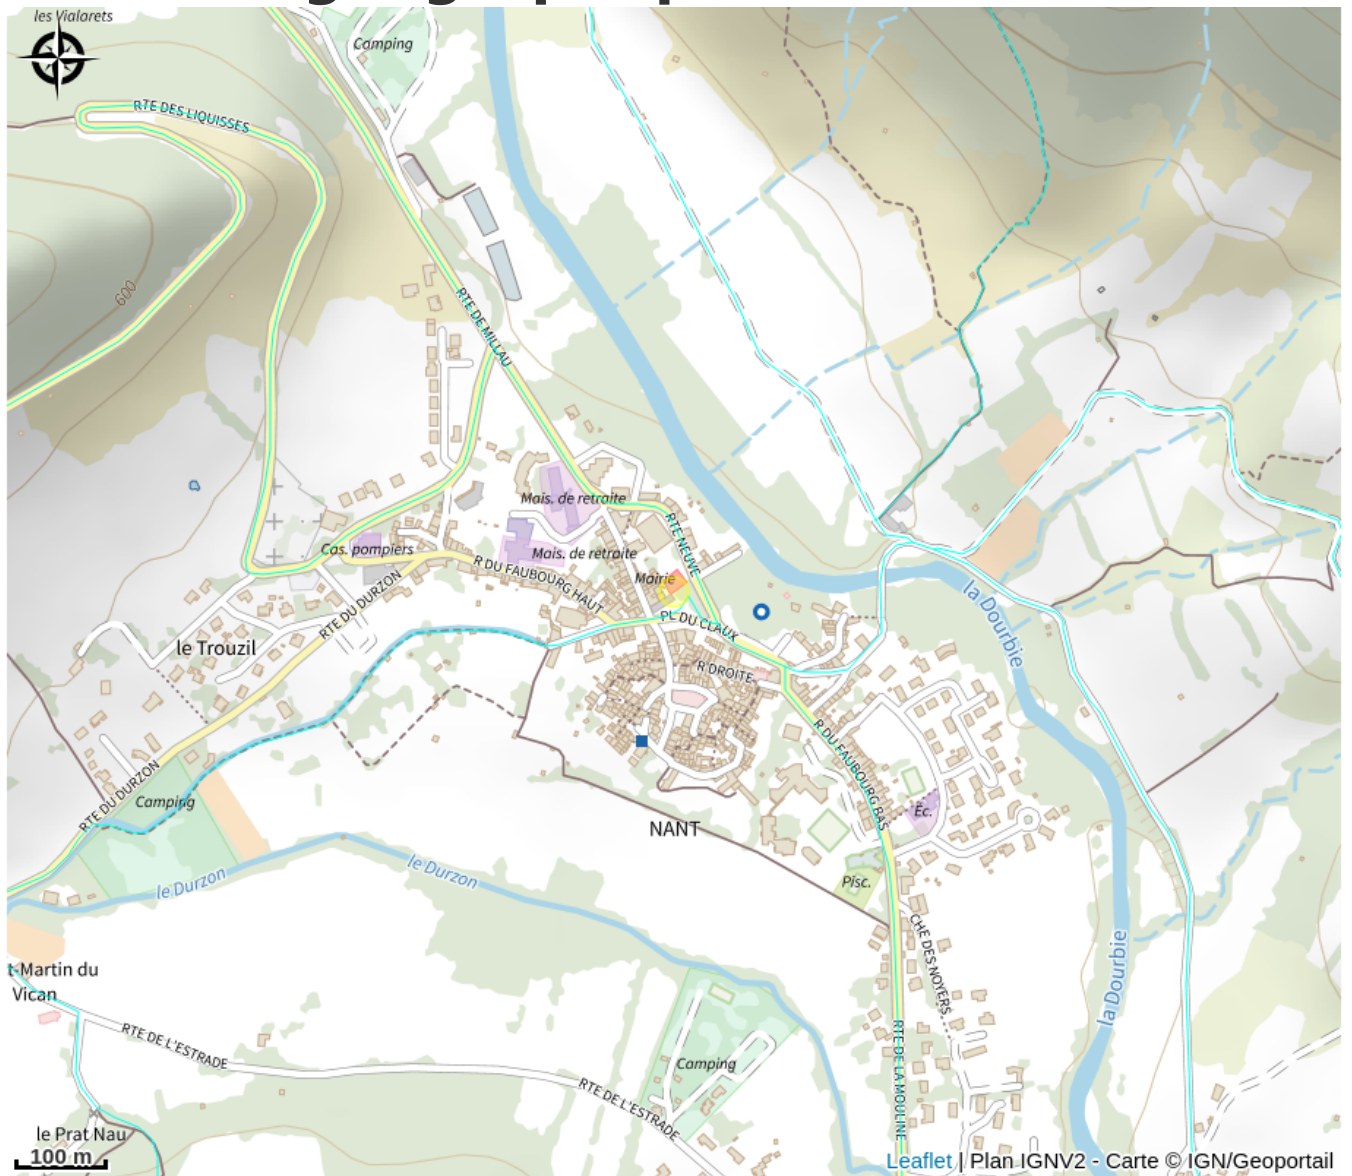 les Vialarets
Camping
RTE DES LIQUISSES
600
RTE DE MILLAU
Mais. de retraite
Cas. pompiers
Mais. de retraite
RTE NEUVE
R DU FAUBOURG HAUT
Mairie
RTE DU DURZON
PL DU CLAUX
la Dourbie
le Trouzil
R DROITE
R DU FAUBOURG BAS
RTE DU DURZON
Camping
Éc.
NANT
le Durzon
le Durzon
Pisc.
CHE DES NOYERS
la Dourbie
t-Martin du
Vican
RTE DE L'ESTRADE
Camping
RTE DE L'ESTRADE
RTE DE LA MOULINE
le Prat Nau
100 m
Leaflet | Plan IGNV2 - Carte © IGN/Geoportail